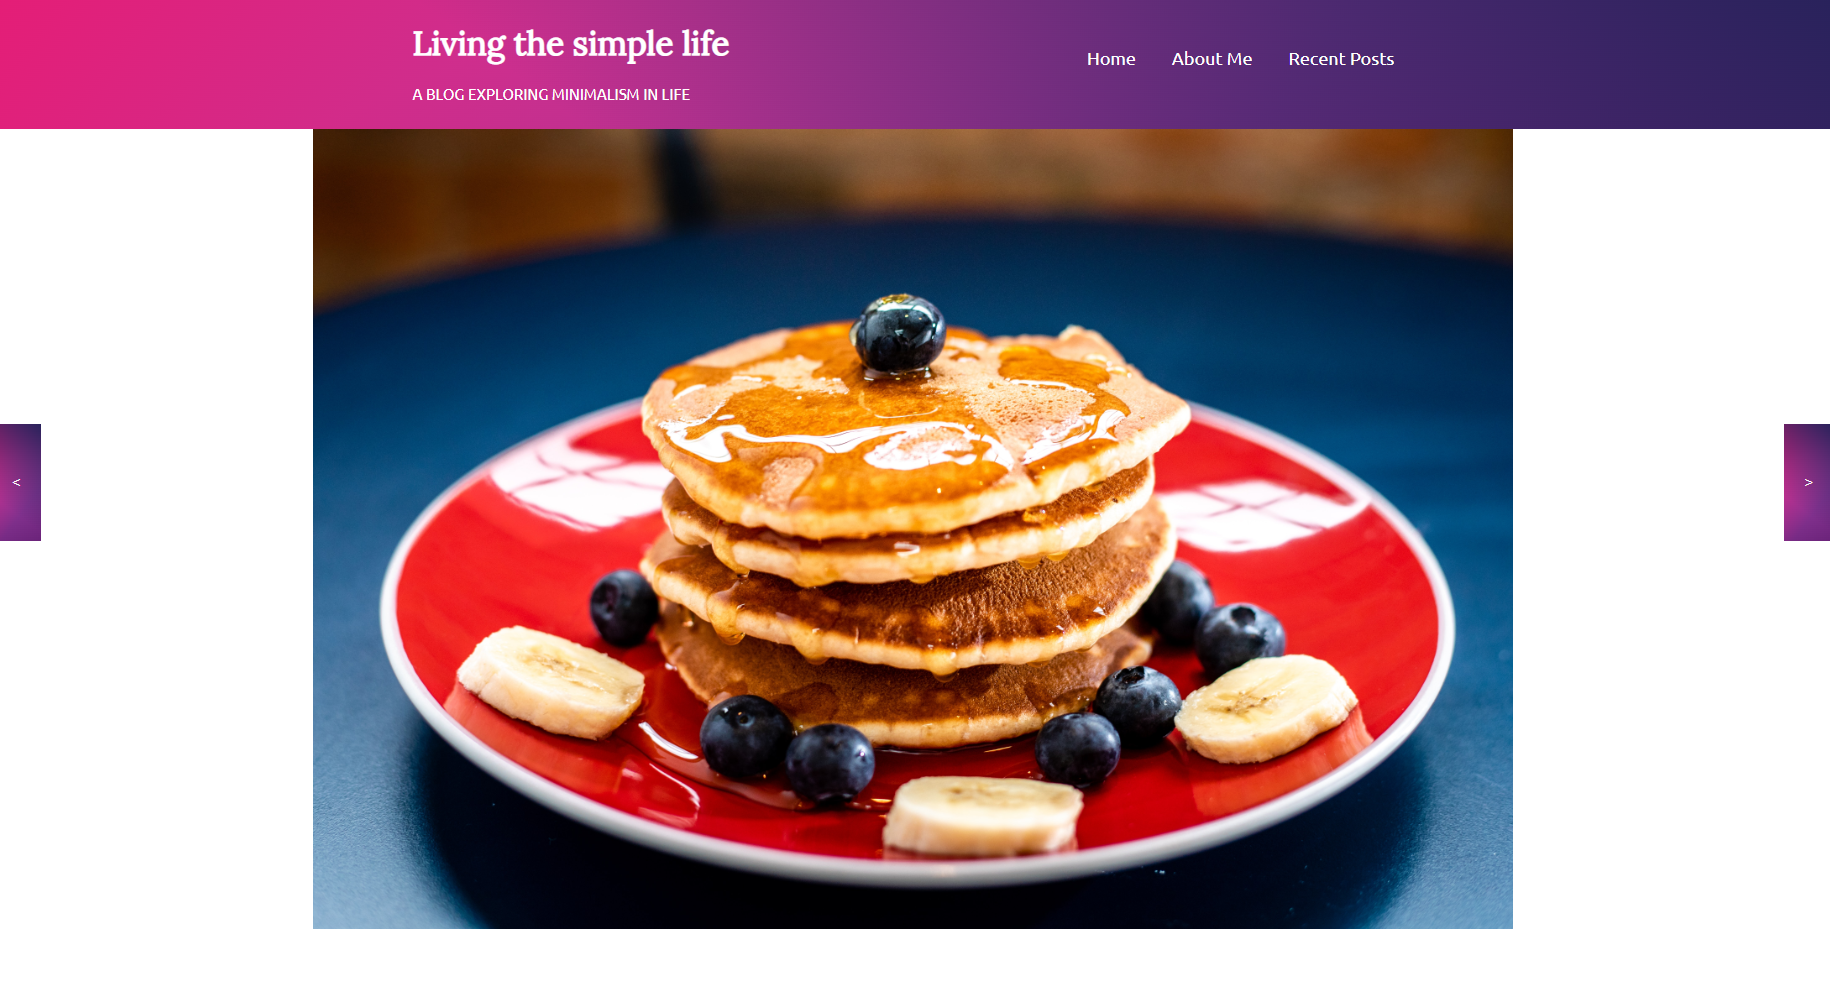 Living the simple life
A BLOG EXPLORING MINIMALISM IN LIFE
Home About Me Recent Posts
< >